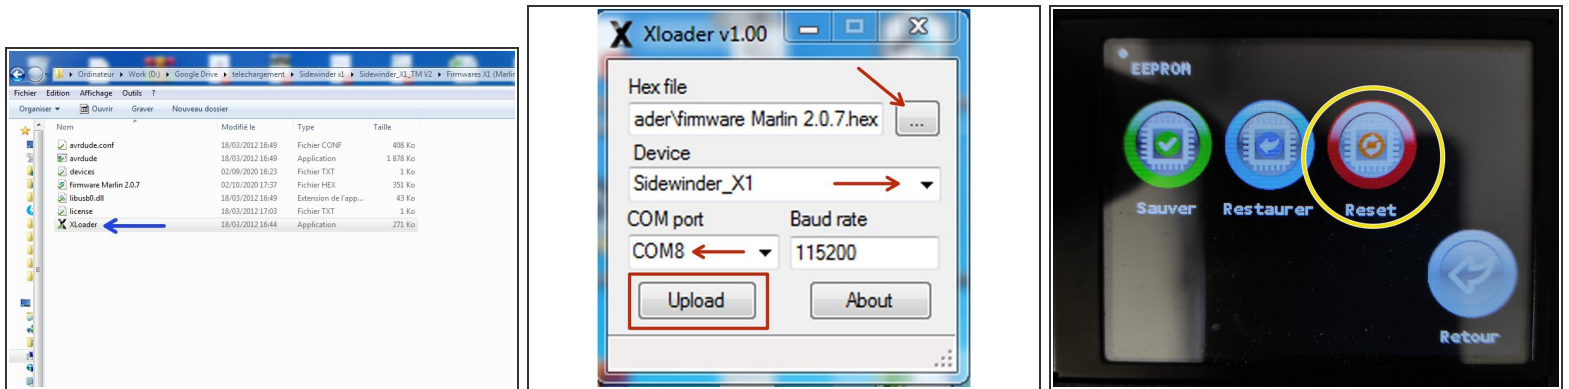 Ordinateur ▸ Work (D:) ▸ Google Drive ▸ telechargement ▸ Sidewinder x1 ▸ Sidewinder_X1_TM V2 ▸ Firmwares X1 (Marlin
Fichier Edition Affichage Outils ?
Organiser Ouvrir Graver Nouveau dossier
Nom Modifié le Type Taille
avrdude.conf 18/03/2012 16:49 Fichier CONF 408 Ko
avrdude 18/03/2012 16:49 Application 1 878 Ko
devices 02/09/2020 16:23 Fichier TXT 1 Ko
firmware Marlin 2.0.7 02/10/2020 17:37 Fichier HEX 351 Ko
libusb0.dll 18/03/2012 16:49 Extension de l'app... 43 Ko
license 18/03/2012 17:03 Fichier TXT 1 Ko
XLoader 18/03/2012 16:44 Application 271 Ko
Xloader v1.00
Hex file
ader\firmware Marlin 2.0.7.hex ...
Device
Sidewinder_X1
COM port Baud rate
COM8 115200
Upload About
EEPROM
Sauver Restaurer Reset
Retour